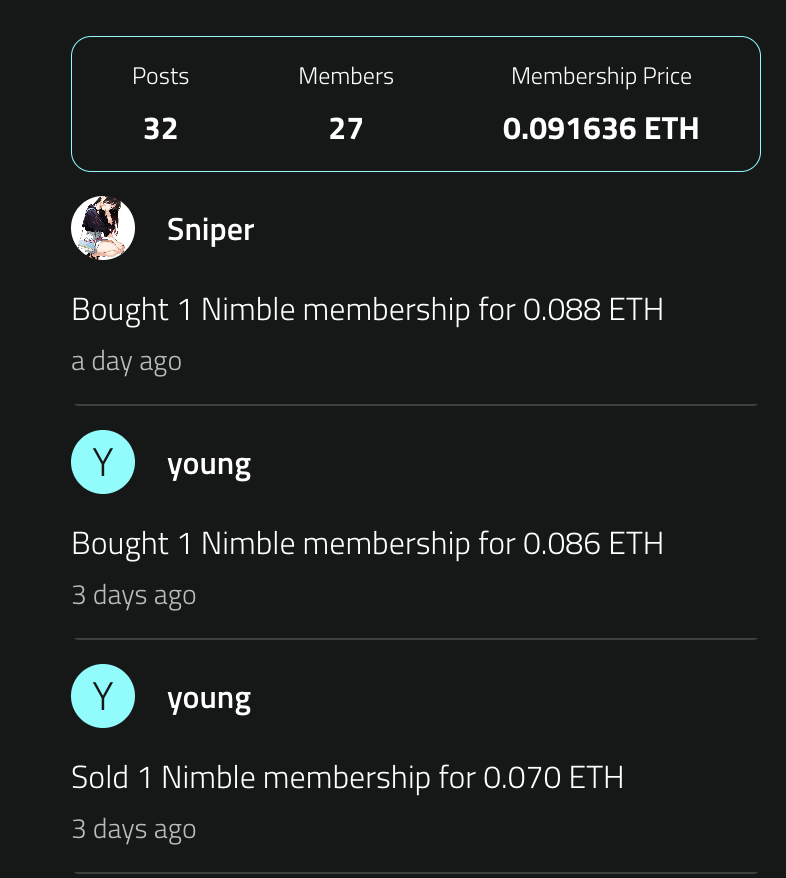 Posts Members Membership Price
32 27 0.091636 ETH
Sniper
Bought 1 Nimble membership for 0.088 ETH
a day ago
Y young
Bought 1 Nimble membership for 0.086 ETH
3 days ago
Y young
Sold 1 Nimble membership for 0.070 ETH
3 days ago